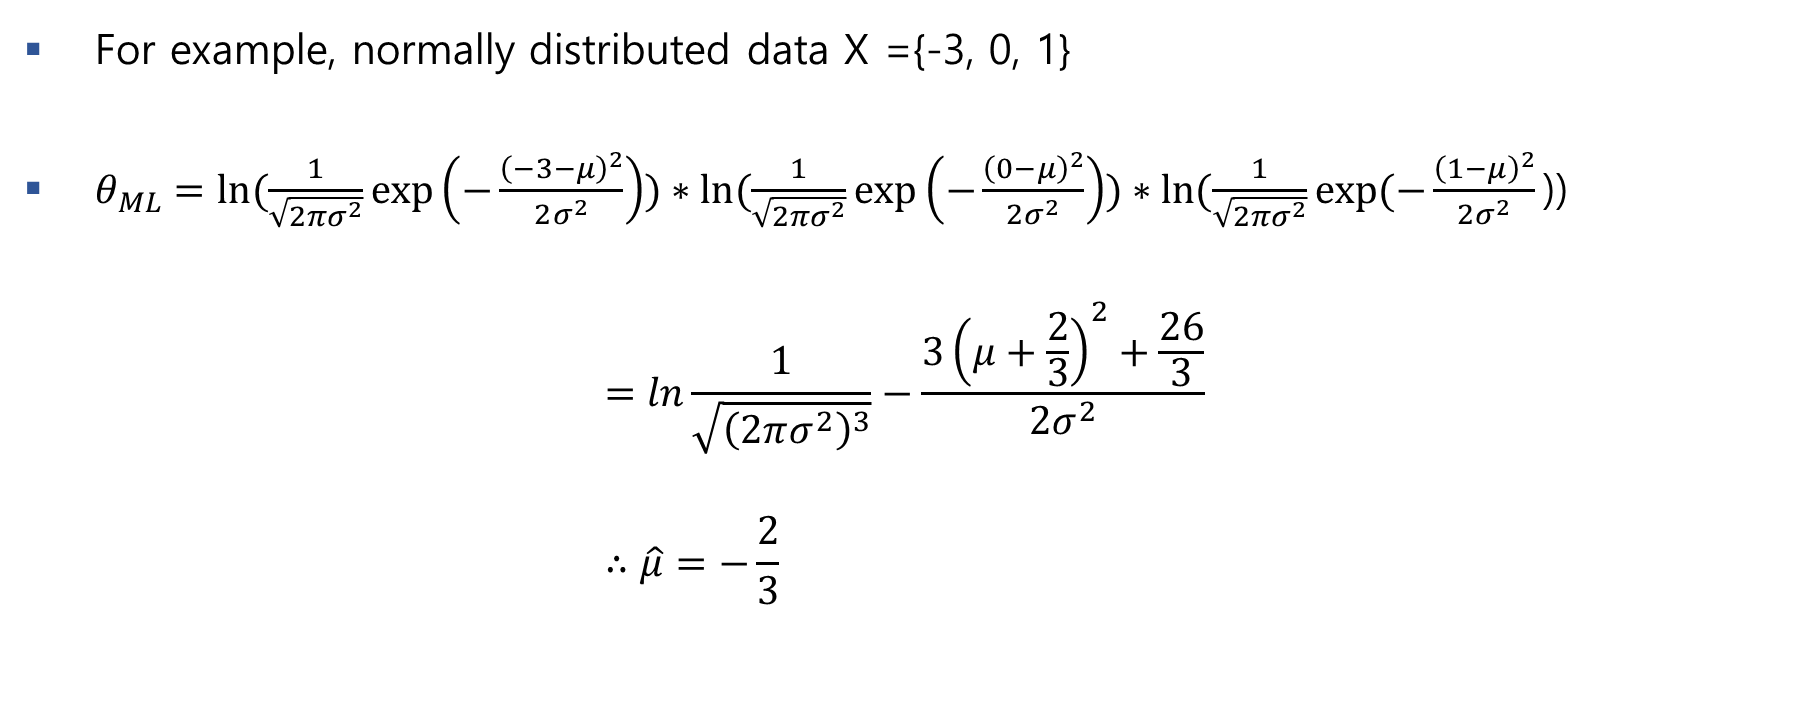 ▪ For example, normally distributed data X ={-3, 0, 1}
▪ θ_ML = ln(1/√(2πσ²) exp(−(−3−μ)²/2σ²)) ∗ ln(1/√(2πσ²) exp(−(0−μ)²/2σ²)) ∗ ln(1/√(2πσ²) exp(−(1−μ)²/2σ²))
= ln 1/√((2πσ²)³) − (3(μ + 2/3)² + 26/3)/2σ²
∴ μ̂ = −2/3